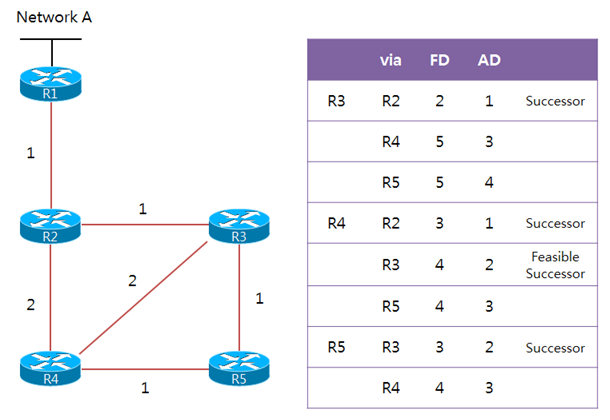 Network A
R1
1
1
R2
R3
2
2
1
R4
R5
1
via FD AD
R3 R2 2 1 Successor
R4 5 3
R5 5 4
R4 R2 3 1 Successor
R3 4 2 Feasible
Successor
R5 4 3
R5 R3 3 2 Successor
R4 4 3